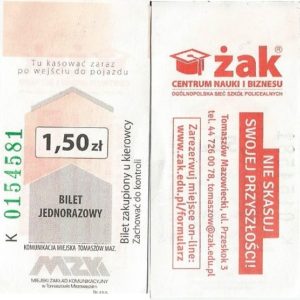 Tu kasować zaraz
po wejściu do pojazdu
1,50 zł
BILET
JEDNORAZOWY
KOMUNIKACJA MIEJSKA TOMASZÓW MAZ.
MZK
MIEJSKI ZAKŁAD KOMUNIKACYJNY
w Tomaszowie Mazowieckim
K 0154581
Bilet zakupiony u kierowcy
Zachować do kontroli
żak®
CENTRUM NAUKI I BIZNESU
OGÓLNOPOLSKA SIEĆ SZKÓŁ POLICEALNYCH
NIE SKASUJ
SWOJEJ PRZYSZŁOŚCI!
Tomaszów Mazowiecki, ul. Przeskok 3
tel. 44 726 00 78, tomaszow@zak.edu.pl
Zarezerwuj miejsce on-line:
www.zak.edu.pl/formularz